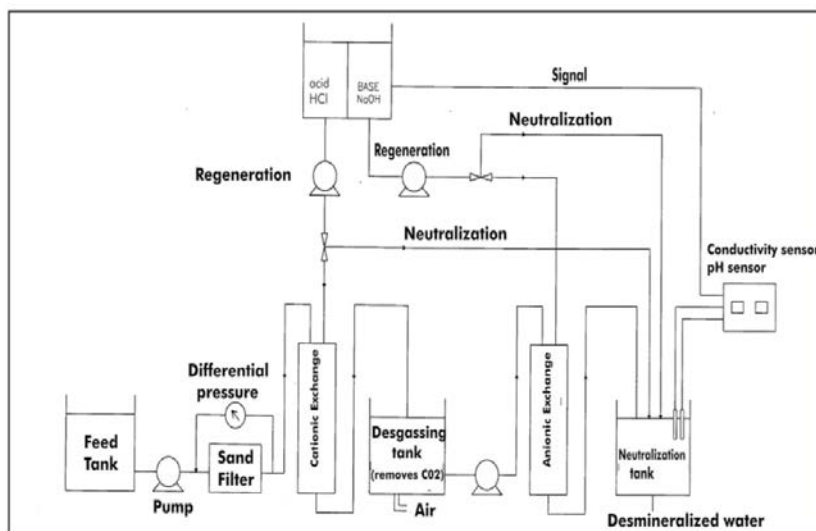 acid
HCl
BASE
NaOH
Signal
Neutralization
Regeneration
Regeneration
Neutralization
Conductivity sensor
pH sensor
Differential
pressure
Feed
Tank
Pump
Sand
Filter
Cationic Exchange
Desgassing
tank
(removes C02)
Air
Anionic Exchange
Neutralization
tank
Desmineralized water